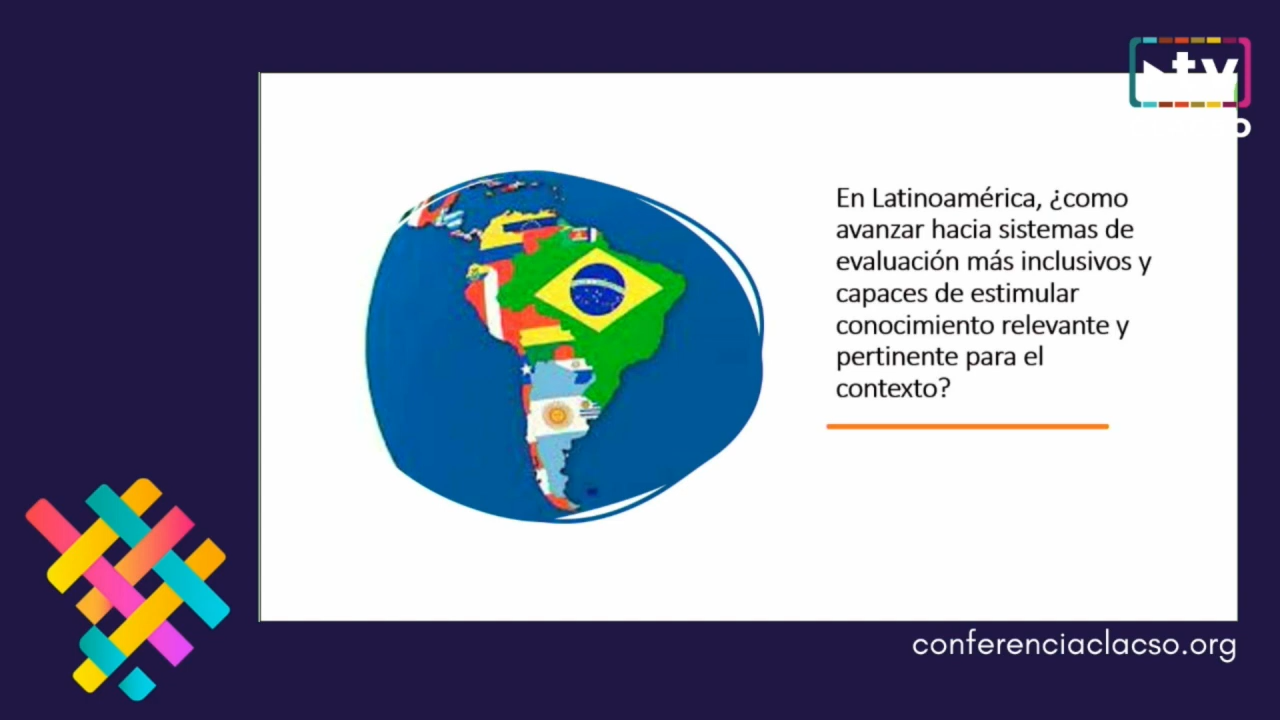 tv
En Latinoamérica, ¿como
avanzar hacia sistemas de
evaluación más inclusivos y
capaces de estimular
conocimiento relevante y
pertinente para el
contexto?
conferenciaclacso.org